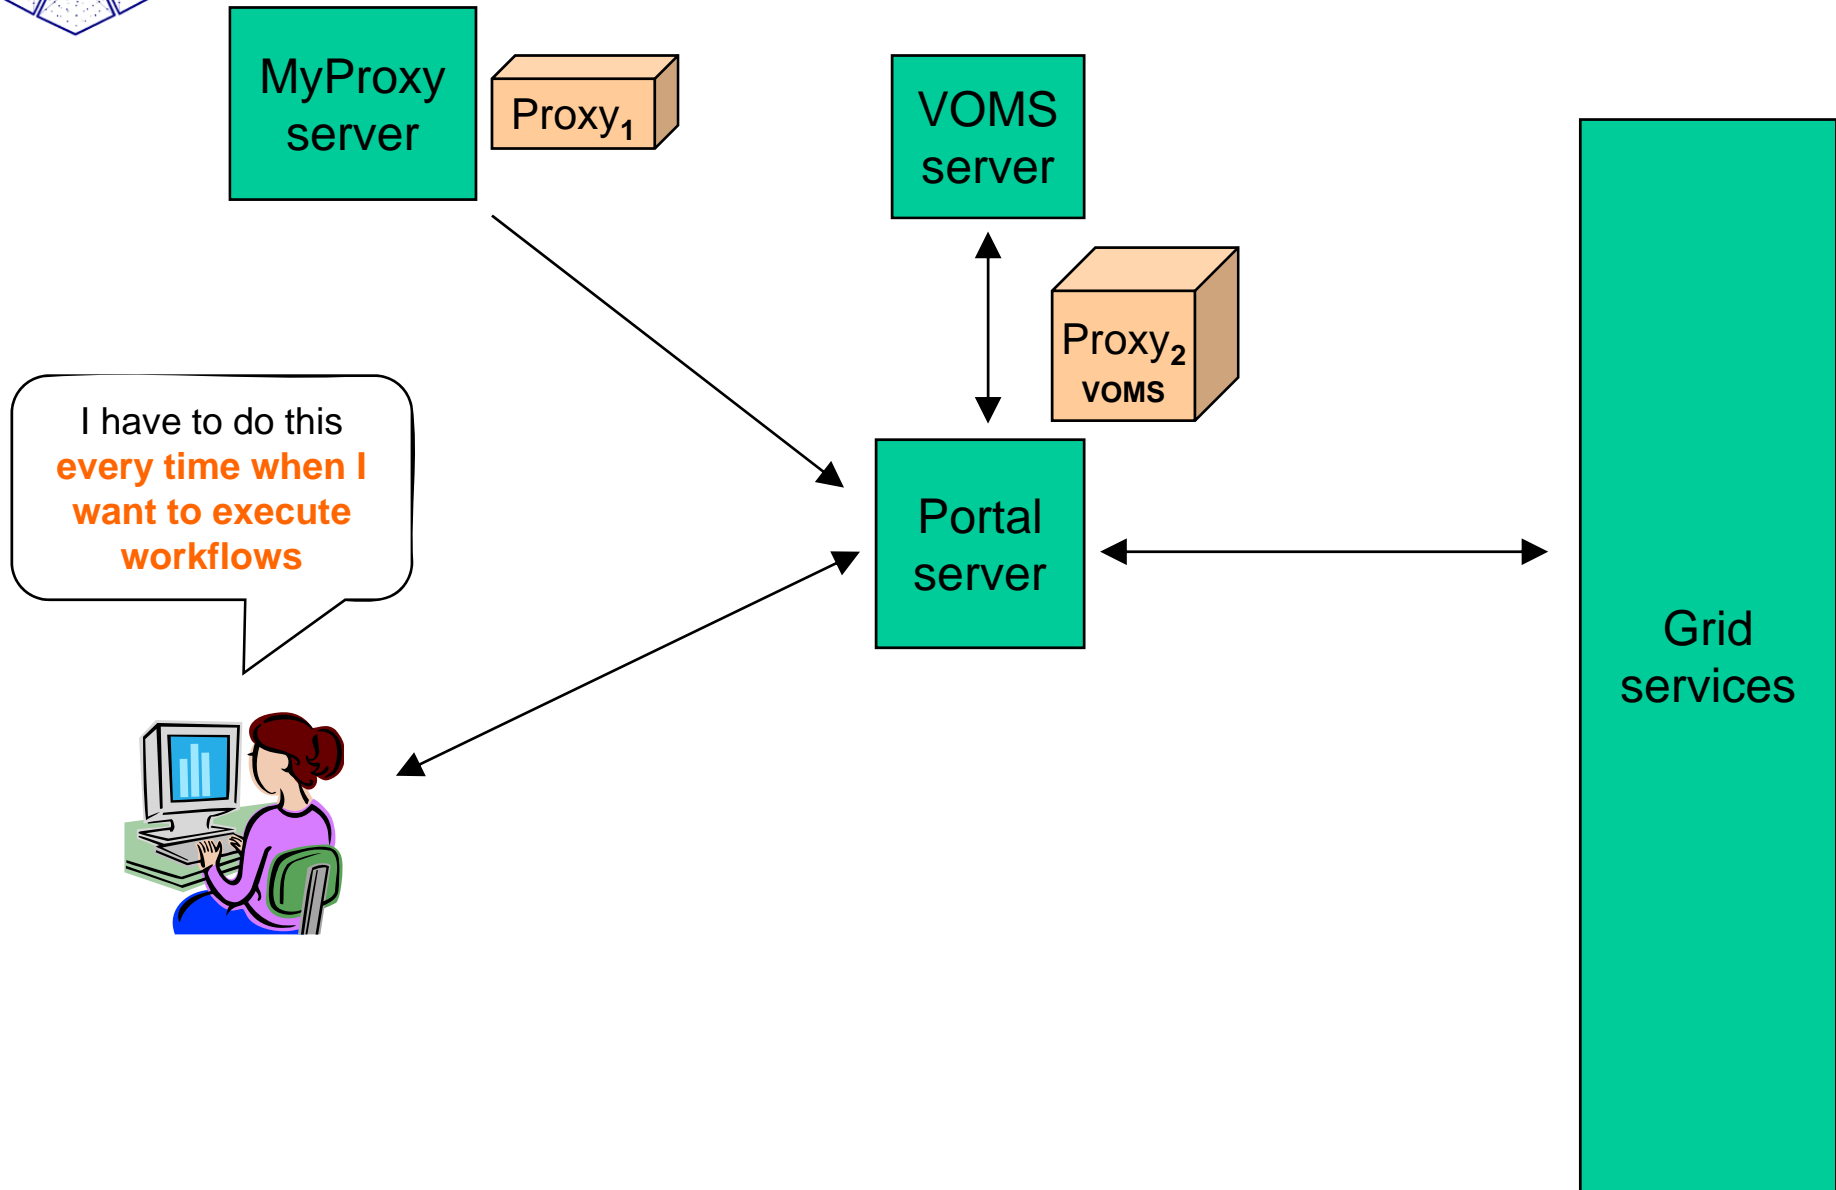 MyProxy
server
Proxy1
VOMS
server
Proxy2
VOMS
I have to do this
every time when I
want to execute
workflows
Portal
server
Grid
services